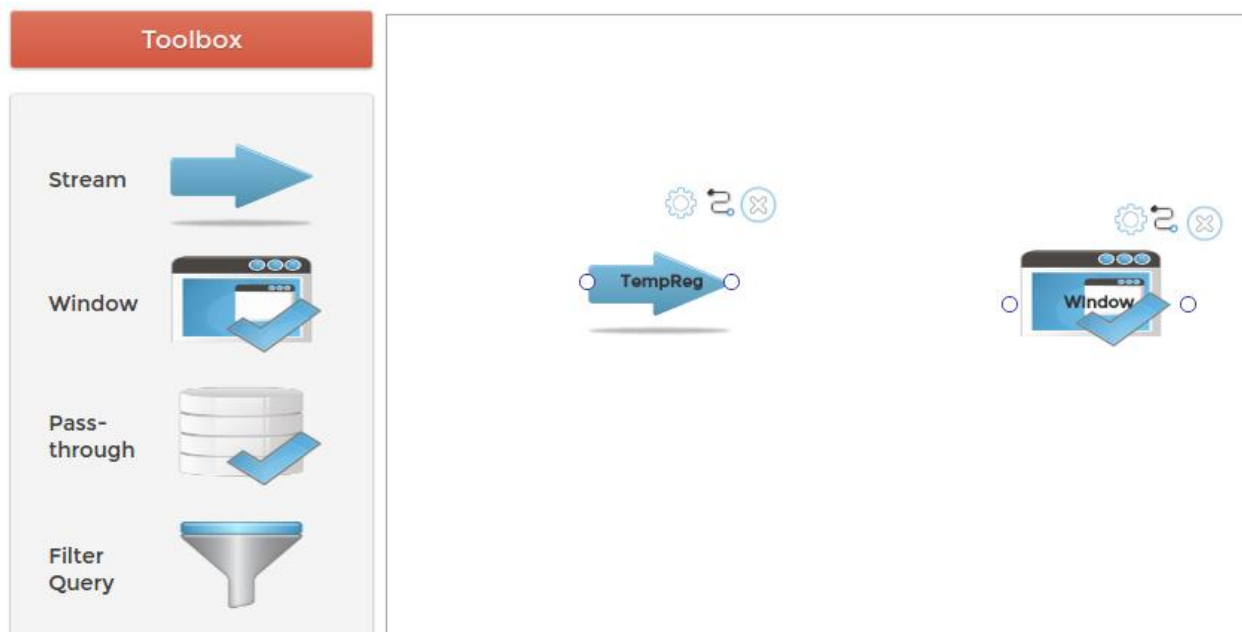 Toolbox
Stream
Window
Pass-
through
Filter
Query
TempReg
WIndow